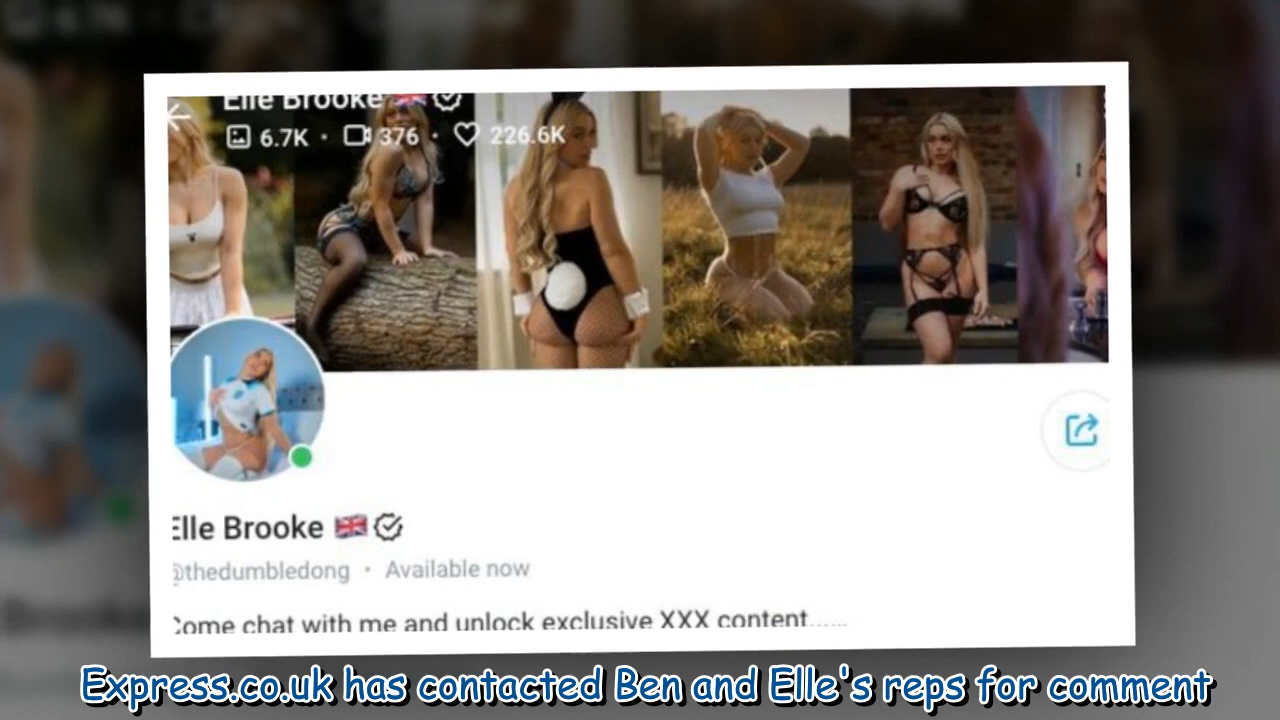 Elle Brooke 🇬🇧
6.7K · 376 · 226.6K
Elle Brooke 🇬🇧
@thedumbledong · Available now
Come chat with me and unlock exclusive XXX content......
Express.co.uk has contacted Ben and Elle's reps for comment